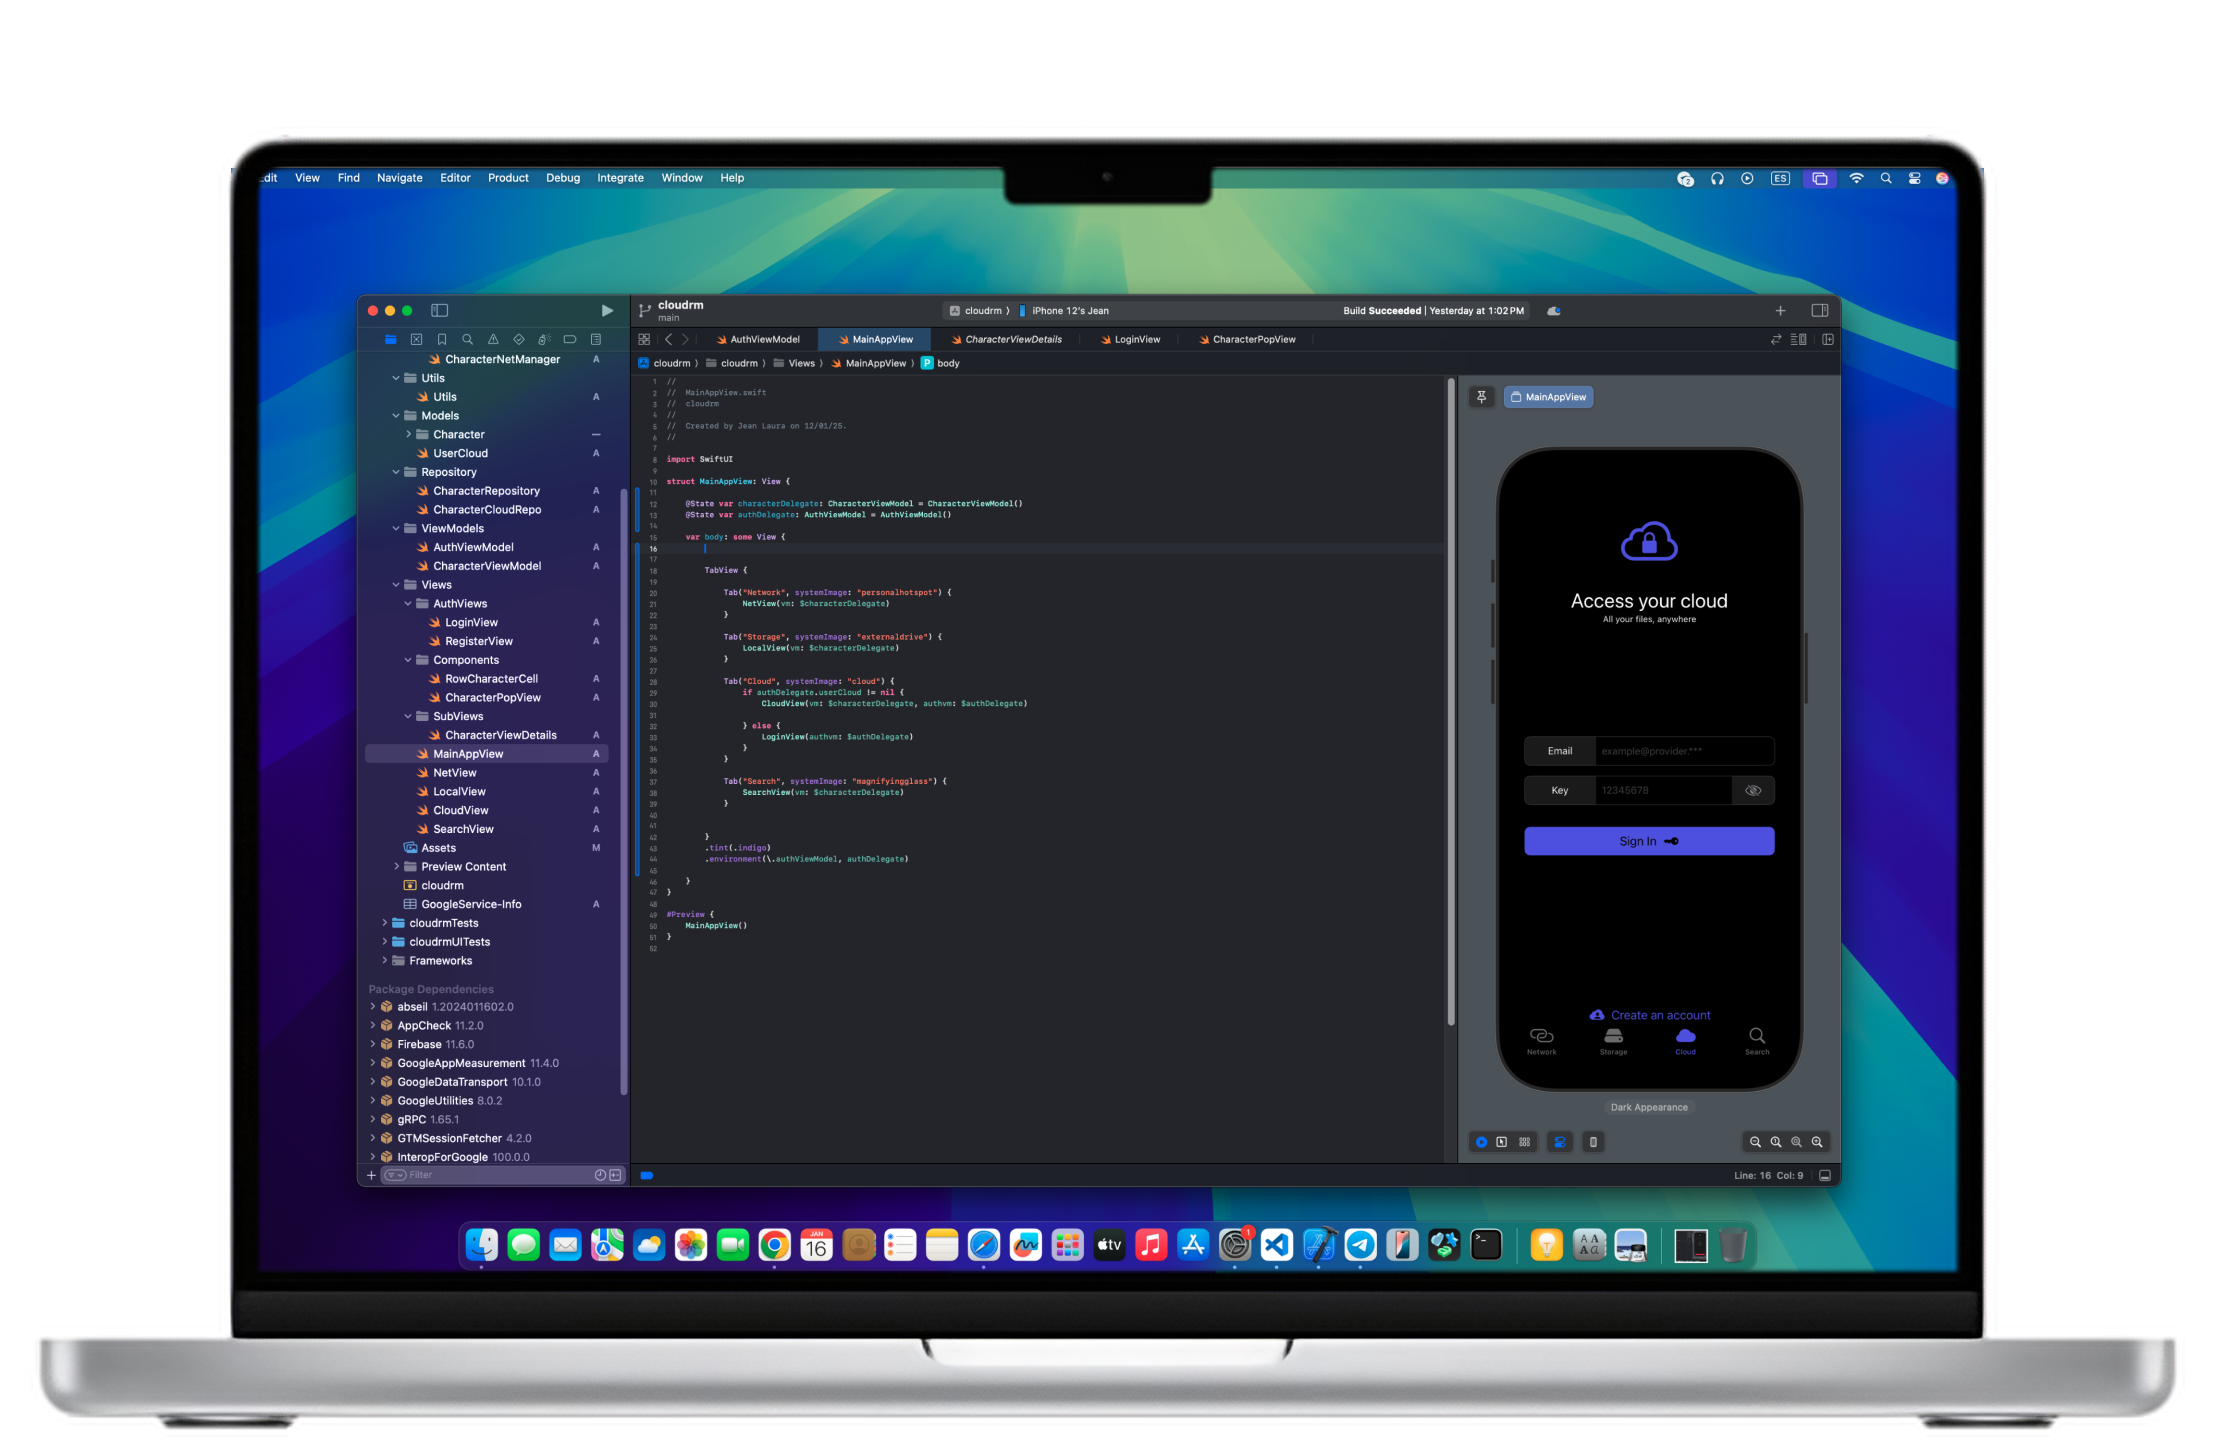 Edit View Find Navigate Editor Product Debug Integrate Window Help
2 ES
cloudrm
main
cloudrm iPhone 12's Jean
Build Succeeded | Yesterday at 1:02 PM
AuthViewModel MainAppView CharacterViewDetails LoginView CharacterPopView
cloudrm cloudrm Views MainAppView P body
CharacterNetManager A
Utils
Utils A
Models
Character —
UserCloud A
Repository
CharacterRepository A
CharacterCloudRepo A
ViewModels
AuthViewModel A
CharacterViewModel A
Views
AuthViews
LoginView A
RegisterView A
Components
RowCharacterCell A
CharacterPopView A
SubViews
CharacterViewDetails A
MainAppView A
NetView A
LocalView A
CloudView A
SearchView A
Assets M
Preview Content
cloudrm
GoogleService-Info A
cloudrmTests
cloudrmUITests
Frameworks
Package Dependencies
abseil 1.2024011602.0
AppCheck 11.2.0
Firebase 11.6.0
GoogleAppMeasurement 11.4.0
GoogleDataTransport 10.1.0
GoogleUtilities 8.0.2
gRPC 1.65.1
GTMSessionFetcher 4.2.0
InteropForGoogle 100.0.0
Filter
1 //
2 // MainAppView.swift
3 // cloudrm
4 //
5 // Created by Jean Laura on 12/01/25.
6 //
7
8 import SwiftUI
9
10 struct MainAppView: View {
11
12 @State var characterDelegate: CharacterViewModel = CharacterViewModel()
13 @State var authDelegate: AuthViewModel = AuthViewModel()
14
15 var body: some View {
16
17
18 TabView {
19
20 Tab("Network", systemImage: "personalhotspot") {
21 NetView(vm: $characterDelegate)
22 }
23
24 Tab("Storage", systemImage: "externaldrive") {
25 LocalView(vm: $characterDelegate)
26 }
27
28 Tab("Cloud", systemImage: "cloud") {
29 if authDelegate.userCloud != nil {
30 CloudView(vm: $characterDelegate, authvm: $authDelegate)
31
32 } else {
33 LoginView(authvm: $authDelegate)
34 }
35 }
36
37 Tab("Search", systemImage: "magnifyingglass") {
38 SearchView(vm: $characterDelegate)
39 }
40
41
42 }
43 .tint(.indigo)
44 .environment(\.authViewModel, authDelegate)
45
46 }
47 }
48
49 #Preview {
50 MainAppView()
51 }
52
MainAppView
Access your cloud
All your files, anywhere
Email example@provider.***
Key 12345678
Sign In
Create an account
Network Storage Cloud Search
Dark Appearance
Line: 16 Col: 9
JAN
16
tv
1
A A
A a